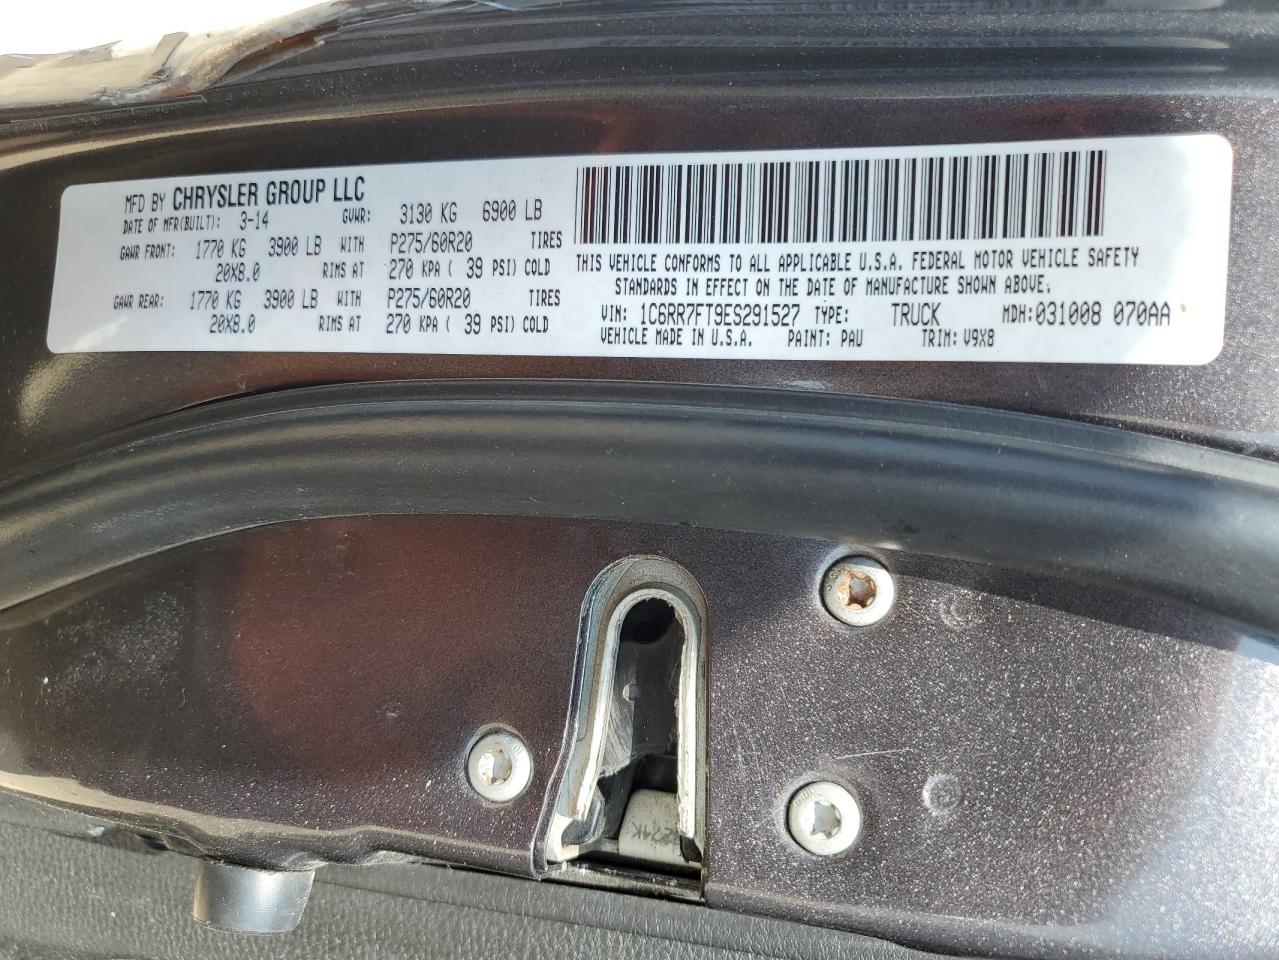 MFD BY CHRYSLER GROUP LLC
DATE OF MFR(BUILT): 3-14 GVWR: 3130 KG 6900 LB
GAWR FRONT: 1770 KG 3900 LB WITH P275/60R20 TIRES
20X8.0 RIMS AT 270 KPA ( 39 PSI) COLD
GAWR REAR: 1770 KG 3900 LB WITH P275/60R20 TIRES
20X8.0 RIMS AT 270 KPA ( 39 PSI) COLD
THIS VEHICLE CONFORMS TO ALL APPLICABLE U.S.A. FEDERAL MOTOR VEHICLE SAFETY
STANDARDS IN EFFECT ON THE DATE OF MANUFACTURE SHOWN ABOVE.
VIN: 1C6RR7FT9ES291527 TYPE: TRUCK MDH:031008 070AA
VEHICLE MADE IN U.S.A. PAINT: PAU TRIM: V9X8